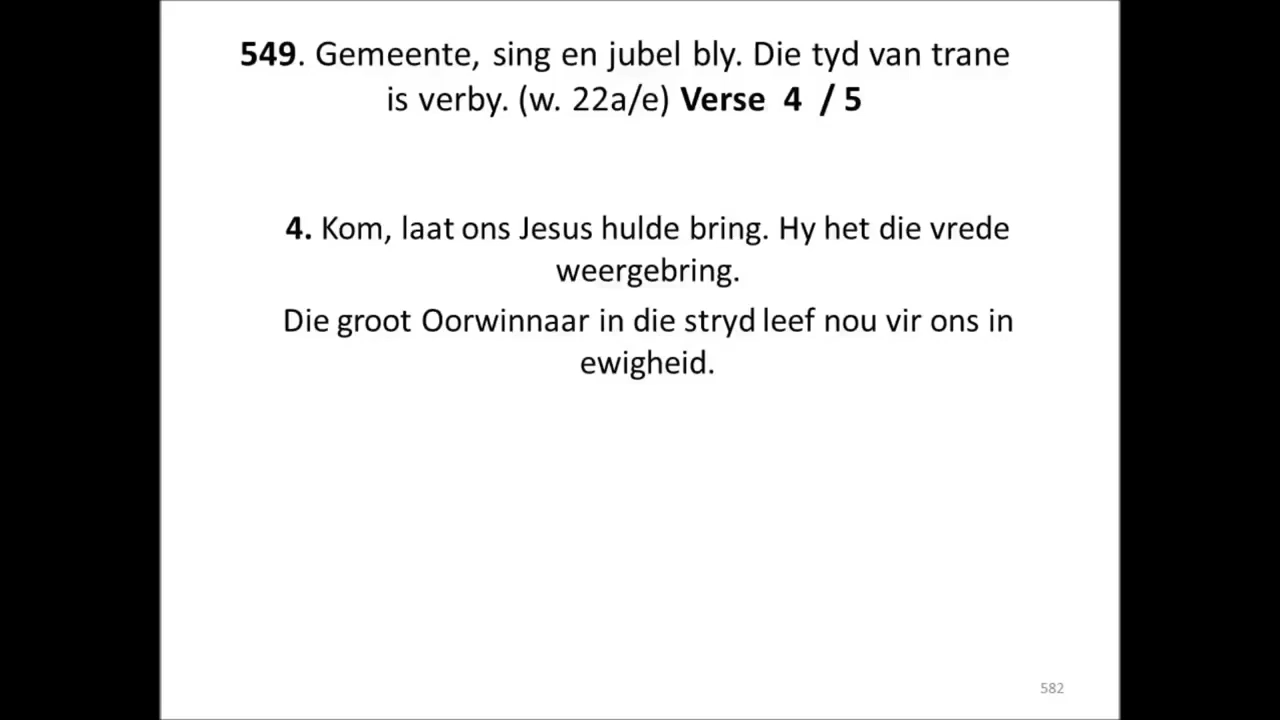 549. Gemeente, sing en jubel bly. Die tyd van trane
is verby. (w. 22a/e) Verse 4 / 5
4. Kom, laat ons Jesus hulde bring. Hy het die vrede
weergebring.
Die groot Oorwinnaar in die stryd leef nou vir ons in
ewigheid.
582